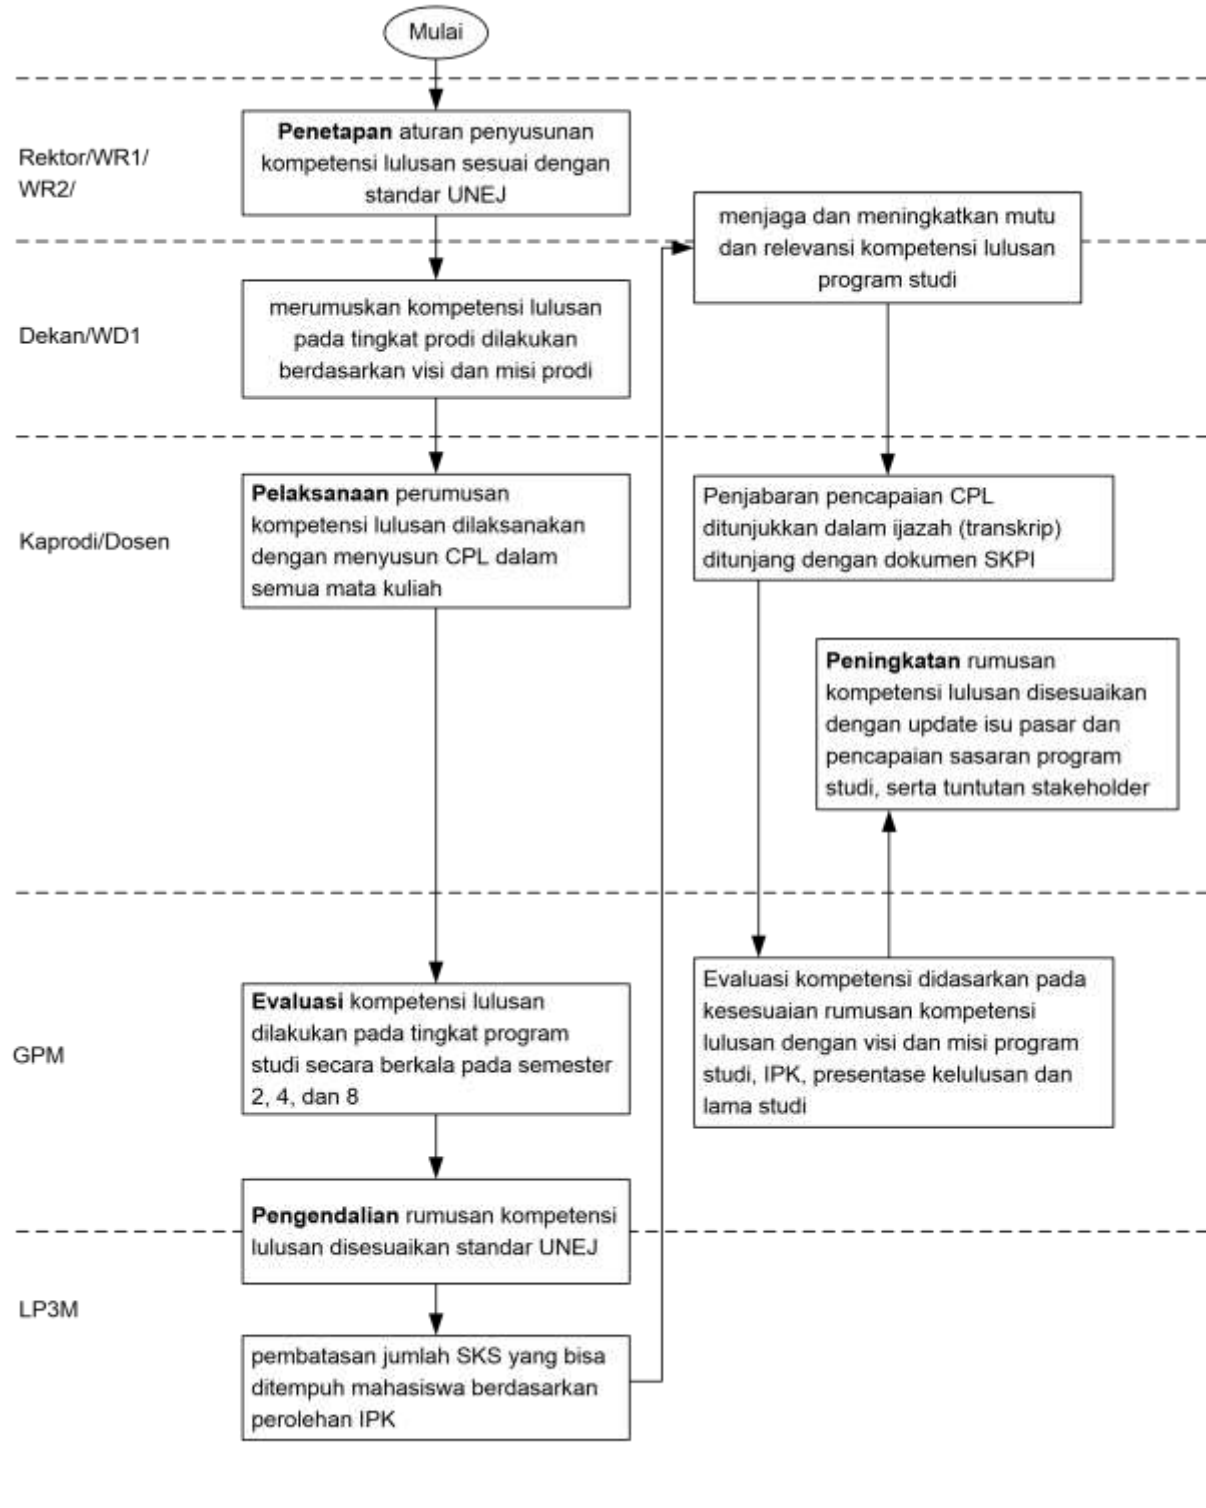 Mulai
Rektor/WR1/
WR2/
Penetapan aturan penyusunan
kompetensi lulusan sesuai dengan
standar UNEJ
menjaga dan meningkatkan mutu
dan relevansi kompetensi lulusan
program studi
Dekan/WD1
merumuskan kompetensi lulusan
pada tingkat prodi dilakukan
berdasarkan visi dan misi prodi
Kaprodi/Dosen
Pelaksanaan perumusan
kompetensi lulusan dilaksanakan
dengan menyusun CPL dalam
semua mata kuliah
Penjabaran pencapaian CPL
ditunjukkan dalam ijazah (transkrip)
ditunjang dengan dokumen SKPI
Peningkatan rumusan
kompetensi lulusan disesuaikan
dengan update isu pasar dan
pencapaian sasaran program
studi, serta tuntutan stakeholder
GPM
Evaluasi kompetensi lulusan
dilakukan pada tingkat program
studi secara berkala pada semester
2, 4, dan 8
Evaluasi kompetensi didasarkan pada
kesesuaian rumusan kompetensi
lulusan dengan visi dan misi program
studi, IPK, presentase kelulusan dan
lama studi
Pengendalian rumusan kompetensi
lulusan disesuaikan standar UNEJ
LP3M
pembatasan jumlah SKS yang bisa
ditempuh mahasiswa berdasarkan
perolehan IPK